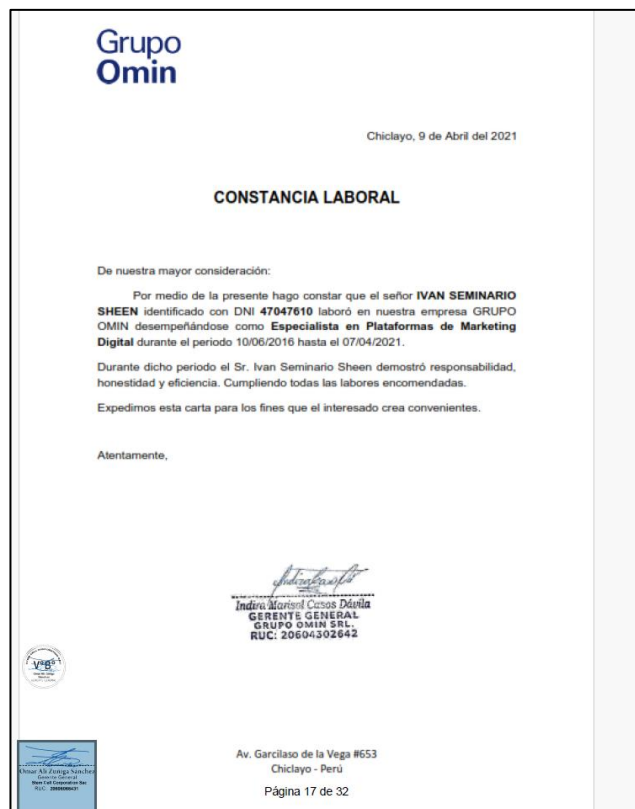 Grupo
Omin
Chiclayo, 9 de Abril del 2021
CONSTANCIA LABORAL
De nuestra mayor consideración:
Por medio de la presente hago constar que el señor IVAN SEMINARIO
SHEEN identificado con DNI 47047610 laboró en nuestra empresa GRUPO
OMIN desempeñándose como Especialista en Plataformas de Marketing
Digital durante el periodo 10/06/2016 hasta el 07/04/2021.
Durante dicho período el Sr. Ivan Seminario Sheen demostró responsabilidad,
honestidad y eficiencia. Cumpliendo todas las labores encomendadas.
Expedimos esta carta para los fines que el interesado crea convenientes.
Atentamente,
Indira Marisol Casos Dávila
GERENTE GENERAL
GRUPO OMIN SRL.
RUC: 20604302642
V°B°
Omar Ali Zuniga Sanchez
Gerente General
Av. Garcilaso de la Vega #653
Chiclayo - Perú
Página 17 de 32